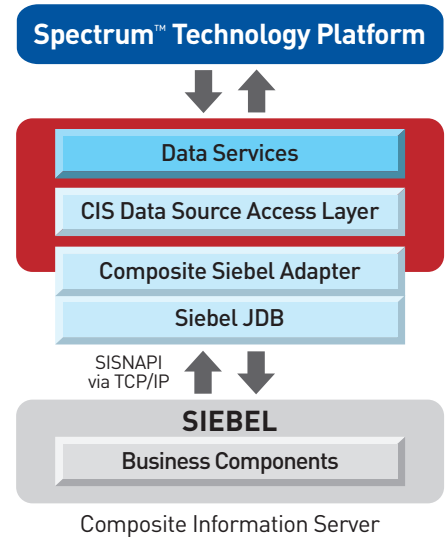 Spectrum™ Technology Platform
Data Services
CIS Data Source Access Layer
Composite Siebel Adapter
Siebel JDB
SISNAPI
via TCP/IP
SIEBEL
Business Components
Composite Information Server